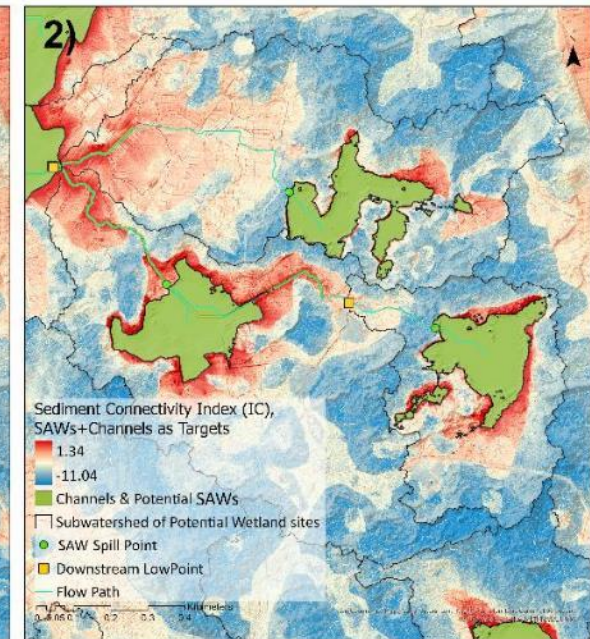 2)
Sediment Connectivity Index (IC),
SAWs+Channels as Targets
1.34
-11.04
Channels & Potential SAWs
Subwatershed of Potential Wetland sites
SAW Spill Point
Downstream LowPoint
Flow Path
Kilometers
0.2 0.3 0.4